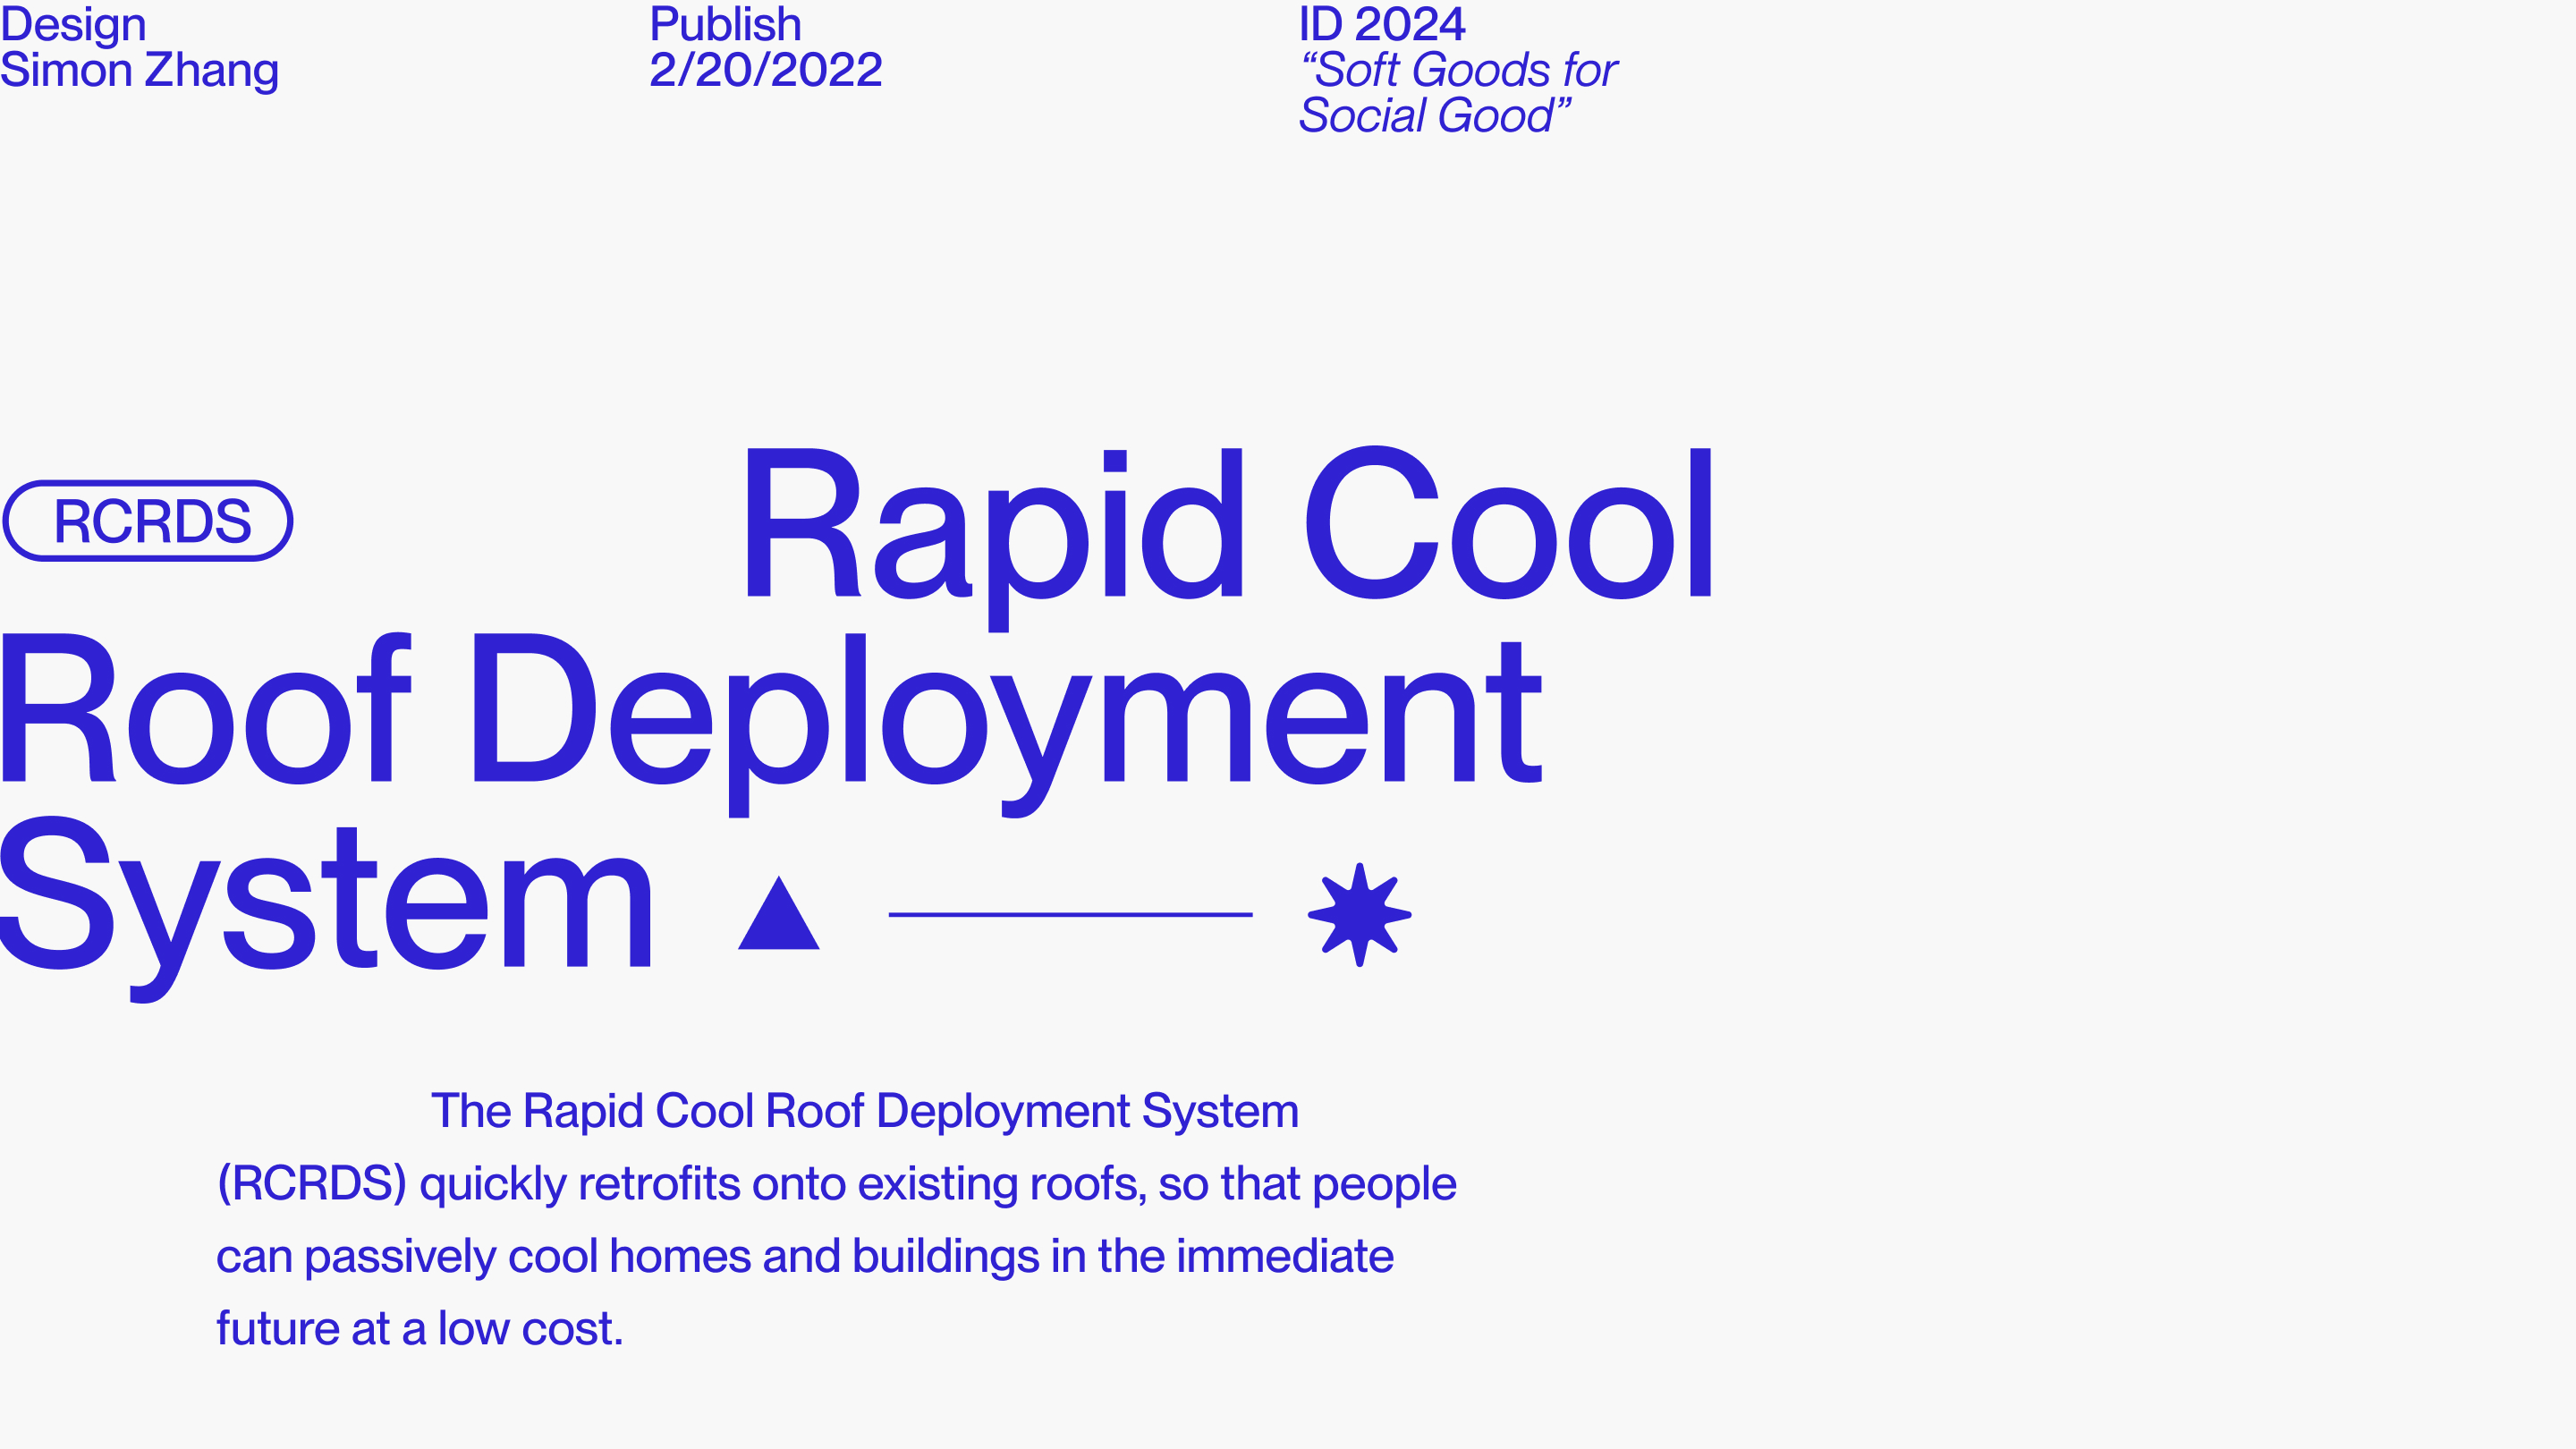 Design
Simon Zhang
Publish
2/20/2022
ID 2024
“Soft Goods for
Social Good”
RCRDS
Rapid Cool
Roof Deployment
System
The Rapid Cool Roof Deployment System
(RCRDS) quickly retrofits onto existing roofs, so that people
can passively cool homes and buildings in the immediate
future at a low cost.